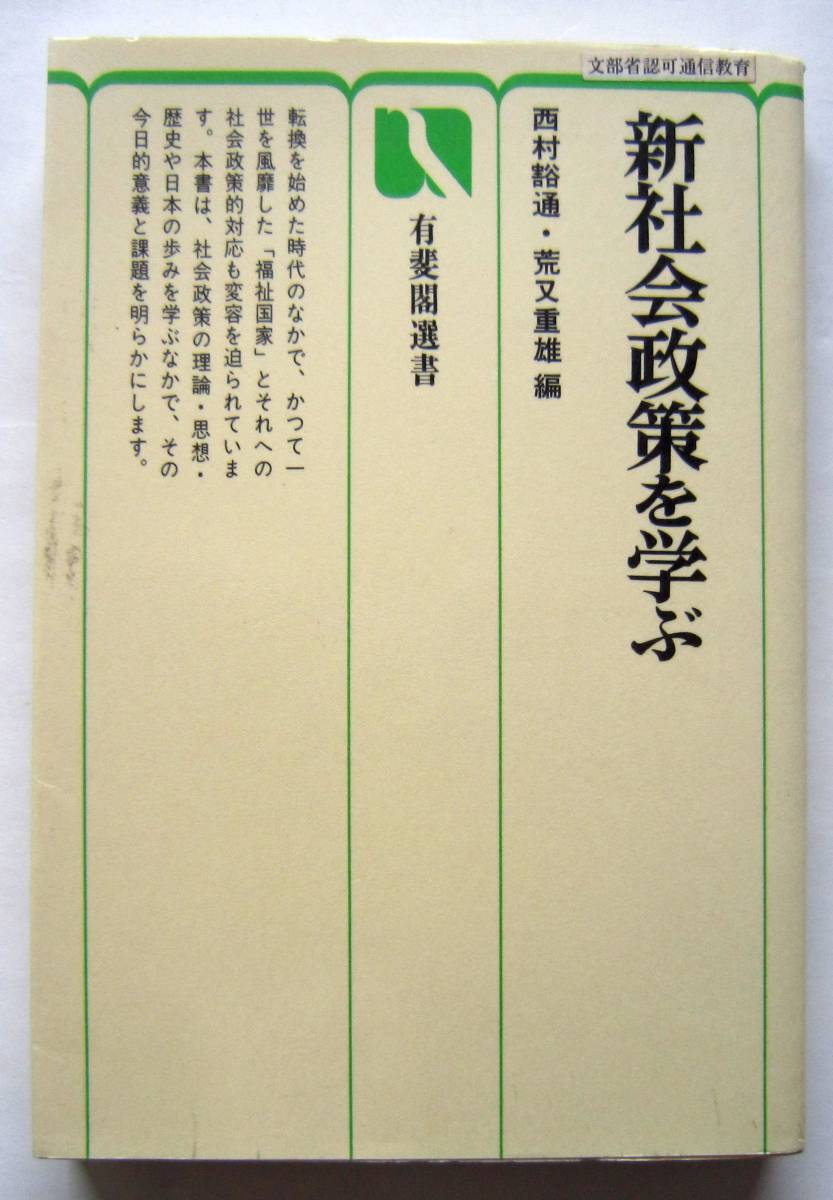 文部省認可通信教育
新社会政策を学ぶ
西村豁通・荒又重雄 編
有斐閣選書
転換を始めた時代のなかで、かつて一
世を風靡した「福祉国家」とそれへの
社会政策的対応も変容を迫られていま
す。本書は、社会政策の理論・思想・
歴史や日本の歩みを学ぶなかで、その
今日的意義と課題を明らかにします。